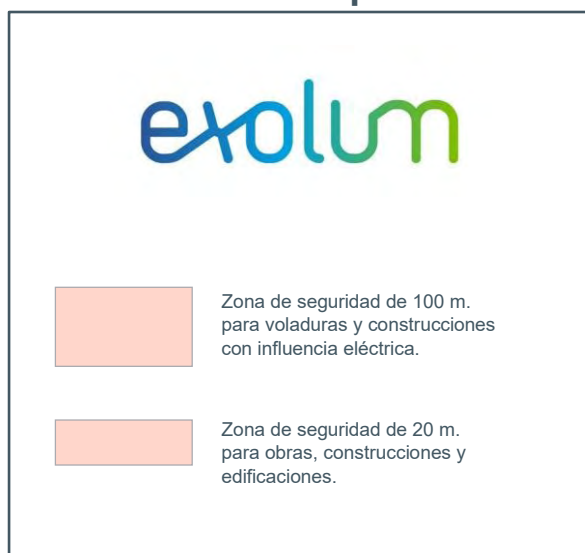 exolum
Zona de seguridad de 100 m.
para voladuras y construcciones
con influencia eléctrica.
Zona de seguridad de 20 m.
para obras, construcciones y
edificaciones.